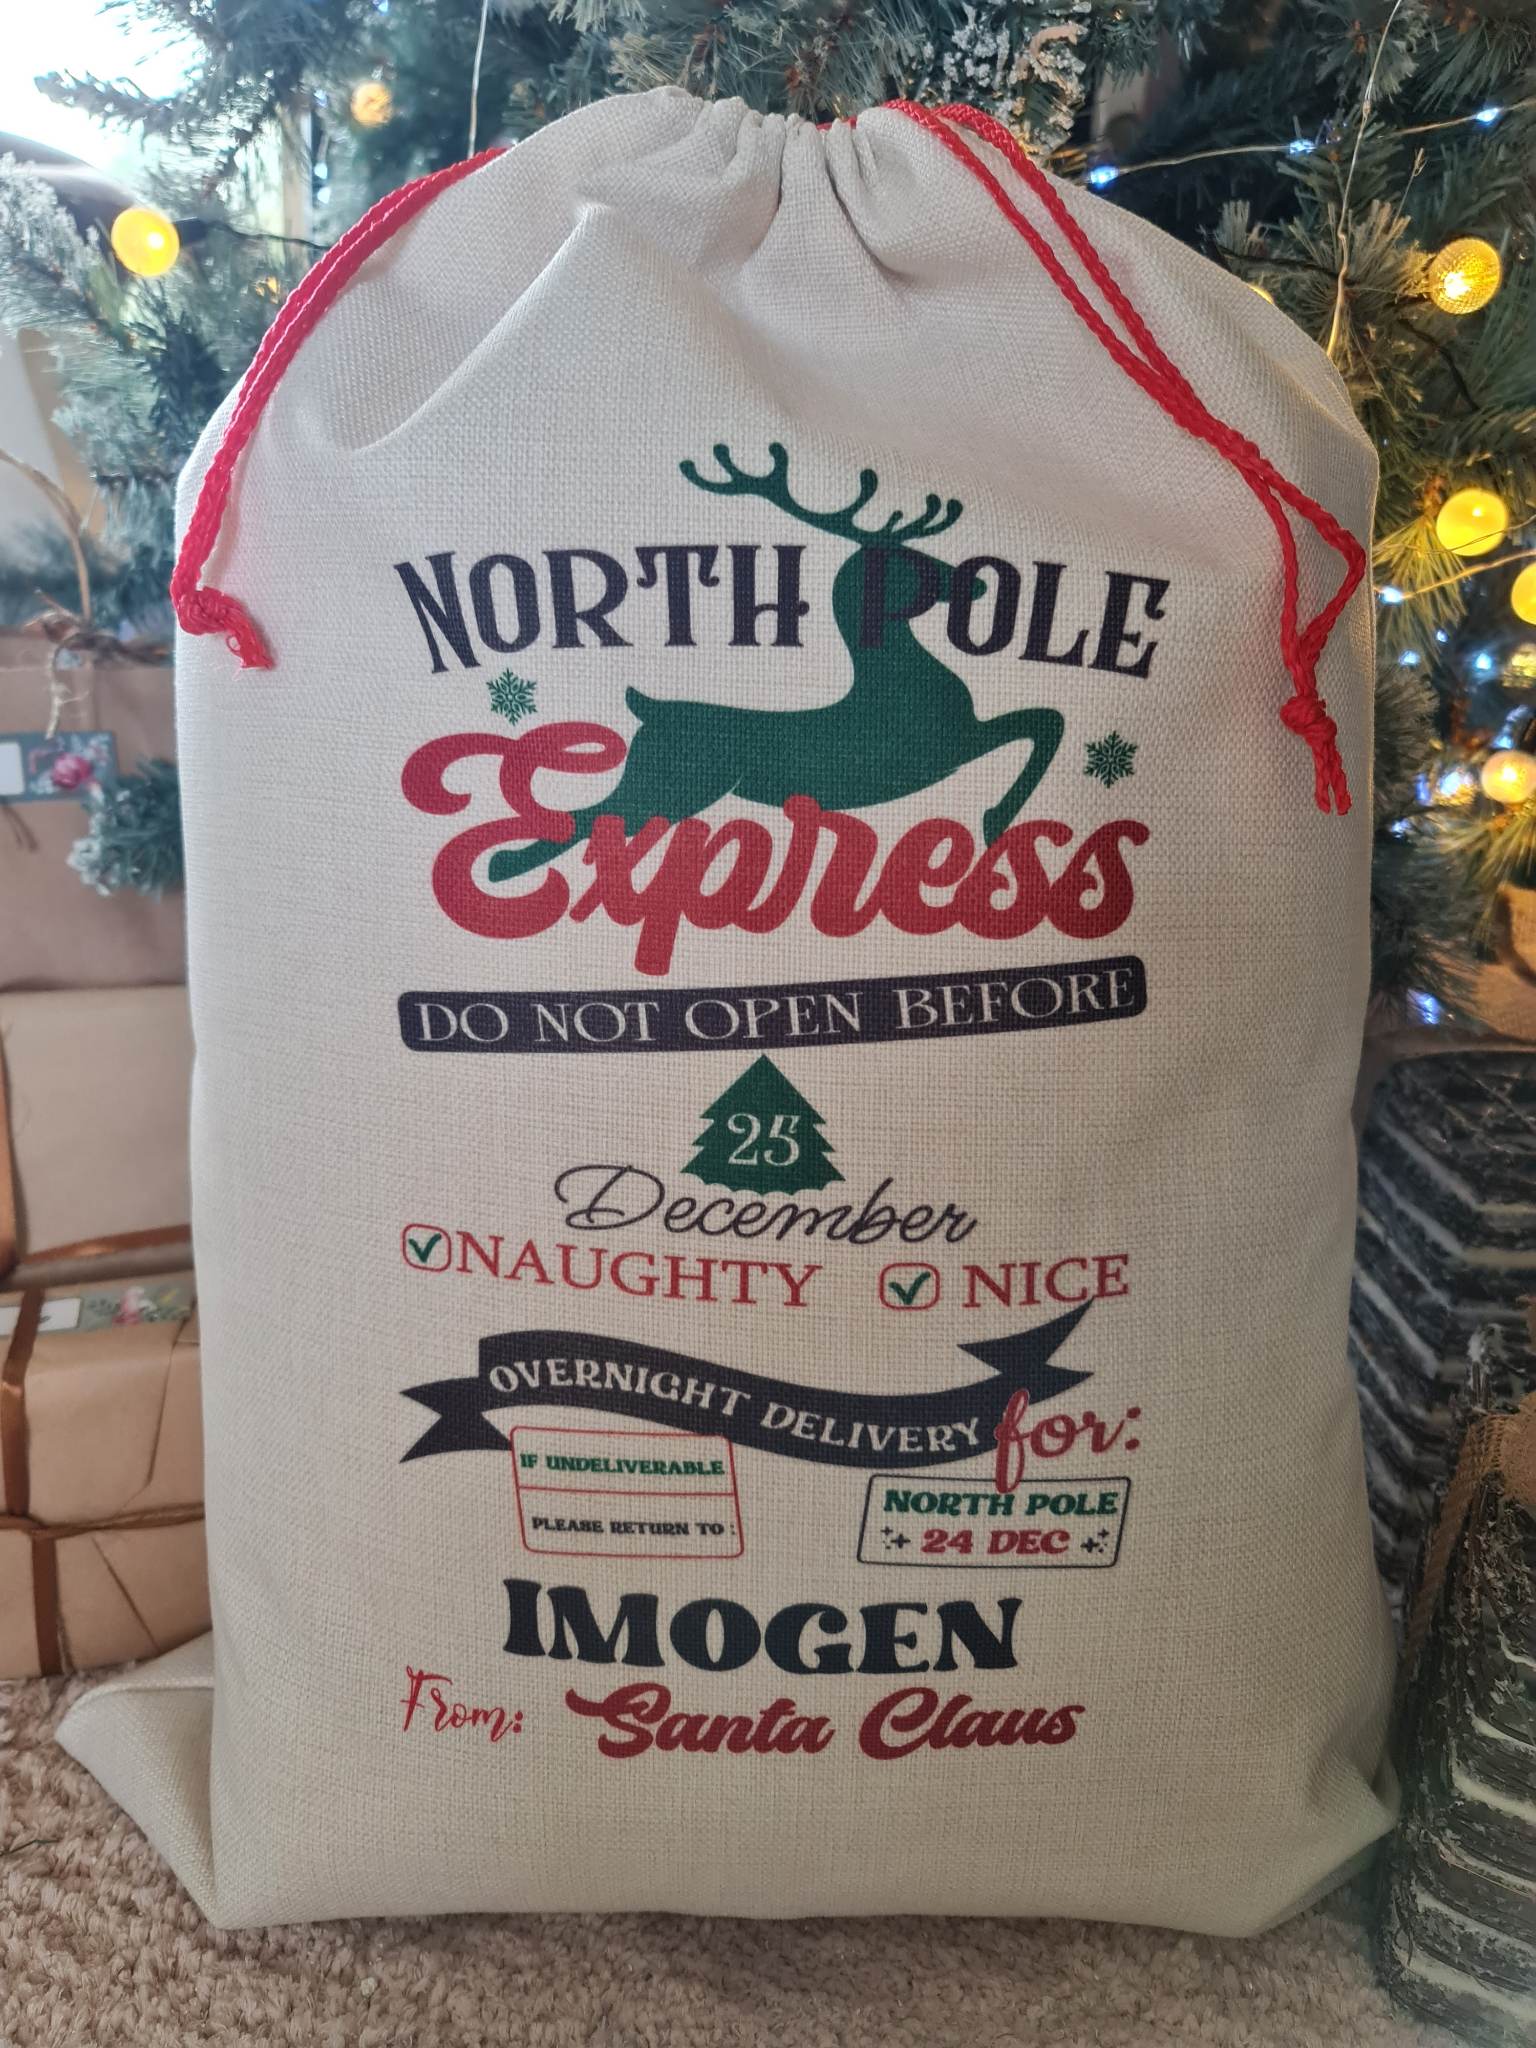 NORTH POLE
Express
DO NOT OPEN BEFORE
25
December
NAUGHTY NICE
OVERNIGHT DELIVERY for:
IF UNDELIVERABLE
PLEASE RETURN TO :
NORTH POLE
24 DEC
IMOGEN
From: Santa Claus